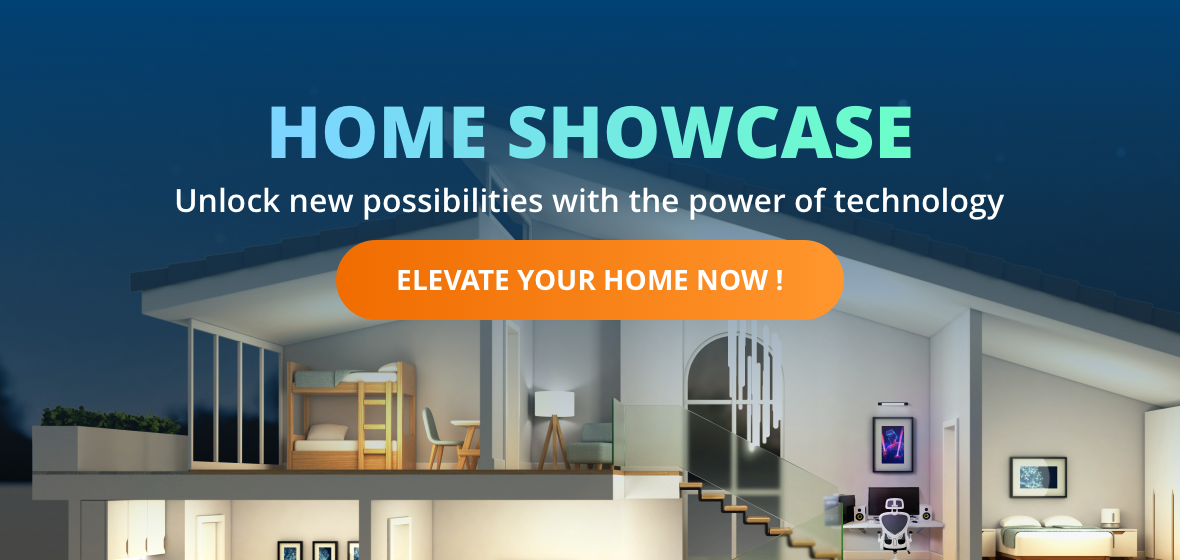 HOME SHOWCASE
Unlock new possibilities with the power of technology
ELEVATE YOUR HOME NOW !